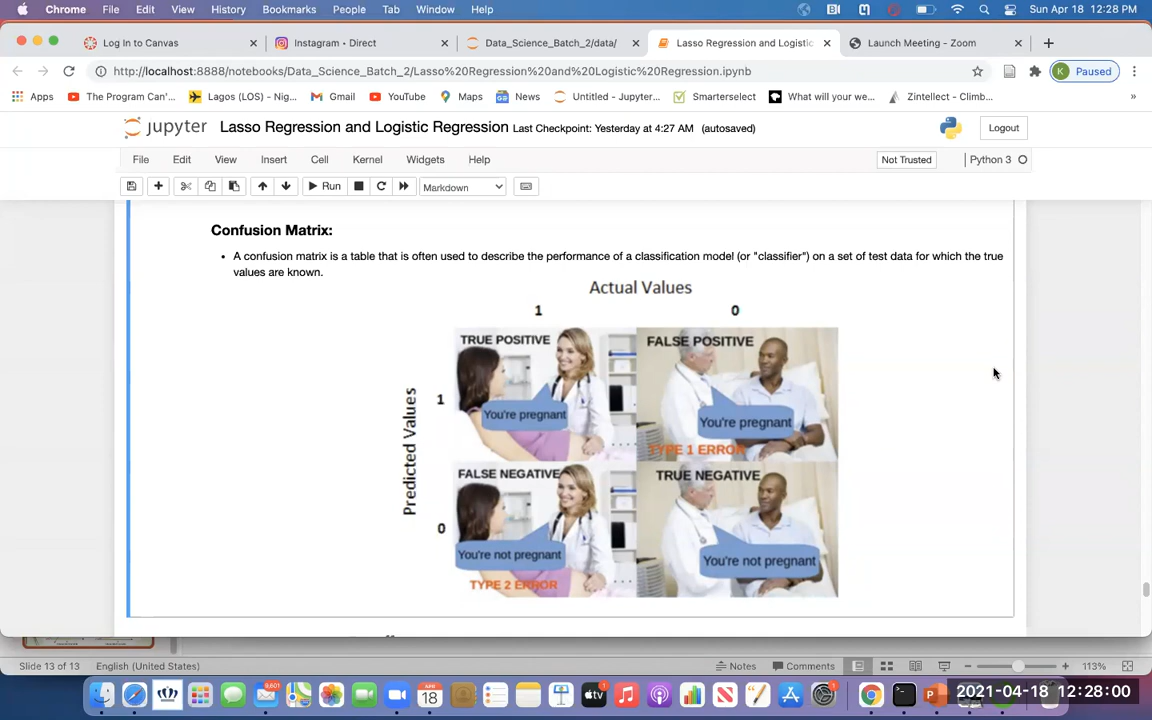 Chrome File Edit View History Bookmarks People Tab Window Help Sun Apr 18 12:28 PM
Log In to Canvas Instagram • Direct Data_Science_Batch_2/data/ Lasso Regression and Logistic Launch Meeting - Zoom
http://localhost:8888/notebooks/Data_Science_Batch_2/Lasso%20Regression%20and%20Logistic%20Regression.ipynb K Paused
Apps The Program Can'... Lagos (LOS) – Nig... Gmail YouTube Maps News Untitled - Jupyter... Smarterselect What will your we... Zintellect - Climb... »
jupyter Lasso Regression and Logistic Regression Last Checkpoint: Yesterday at 4:27 AM (autosaved) Logout
File Edit View Insert Cell Kernel Widgets Help Not Trusted Python 3
Run Markdown
Confusion Matrix:
• A confusion matrix is a table that is often used to describe the performance of a classification model (or "classifier") on a set of test data for which the true
values are known.
Actual Values
1 0
TRUE POSITIVE FALSE POSITIVE
Predicted Values
1
You're pregnant You're pregnant
TYPE 1 ERROR
FALSE NEGATIVE TRUE NEGATIVE
0
You're not pregnant You're not pregnant
TYPE 2 ERROR
Slide 13 of 13 English (United States) Notes Comments 113%
9,601 APR 18 tv 1 2021-04-18 12:28:00